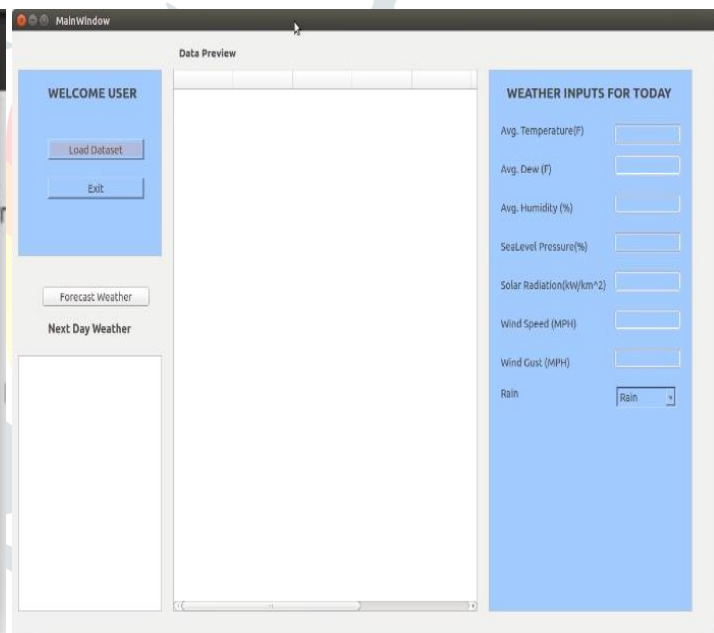 MainWindow
Data Preview
WELCOME USER
Load Dataset
Exit
Forecast Weather
Next Day Weather
WEATHER INPUTS FOR TODAY
Avg. Temperature(F)
Avg. Dew (F)
Avg. Humidity (%)
SeaLevel Pressure(%)
Solar Radiation(kW/km^2)
Wind Speed (MPH)
Wind Gust (MPH)
Rain
Rain